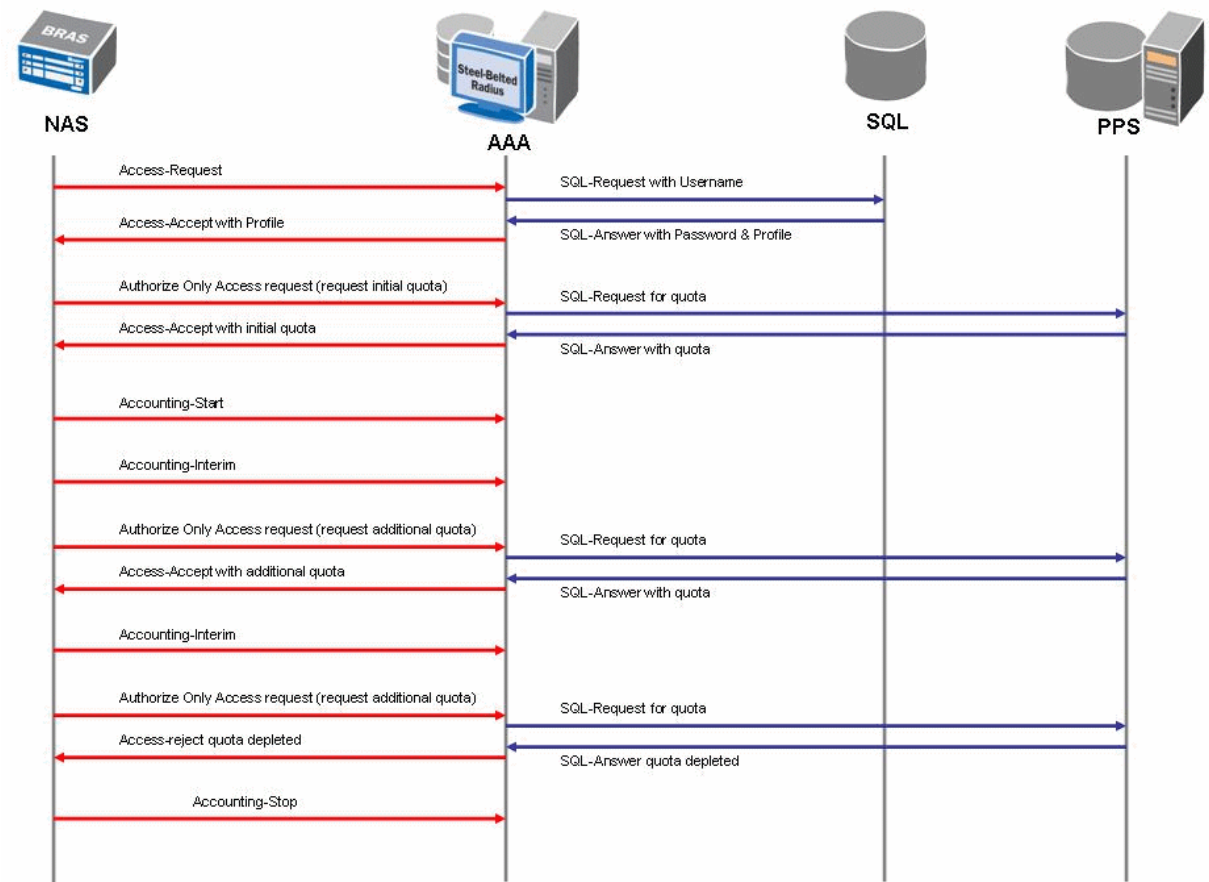 BRAS
Steel-Belted
Radius
NAS
AAA
SQL
PPS
Access-Request
SQL-Request with Username
Access-Accept with Profile
SQL-Answer with Password & Profile
Authorize Only Access request (request initial quota)
SQL-Request for quota
Access-Accept with initial quota
SQL-Answer with quota
Accounting-Start
Accounting-Interim
Authorize Only Access request (request additional quota)
SQL-Request for quota
Access-Accept with additional quota
SQL-Answer with quota
Accounting-Interim
Authorize Only Access request (request additional quota)
SQL-Request for quota
Access-reject quota depleted
SQL-Answer quota depleted
Accounting-Stop